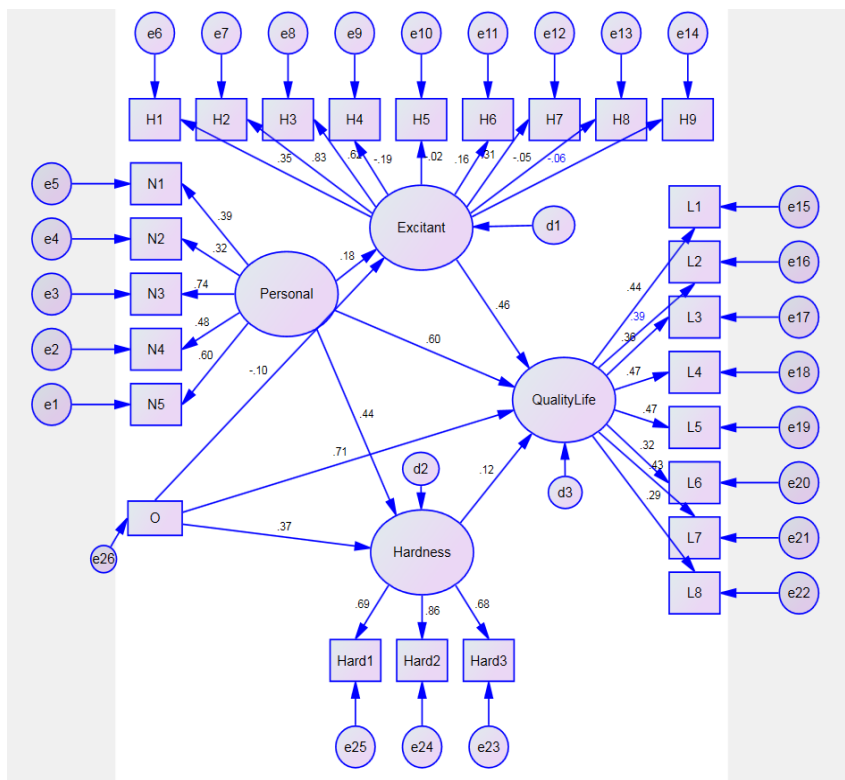 e6 e7 e8 e9 e10 e11 e12 e13 e14
H1 H2 H3 H4 H5 H6 H7 H8 H9
.35 .83 .62 -.19 -.02 .16 .31 -.05 -.06
e5 N1
e4 N2
e3 N3
e2 N4
e1 N5
.39
.32
.74
.48
.60
Personal
Excitant
d1
.18
-.10
.46
.60
.44
.71
.37
.12
O
e26
d2
Hardness
d3
QualityLife
.44
.39
.36
.47
.47
.32
.43
.29
L1 e15
L2 e16
L3 e17
L4 e18
L5 e19
L6 e20
L7 e21
L8 e22
.69 .86 .68
Hard1 Hard2 Hard3
e25 e24 e23